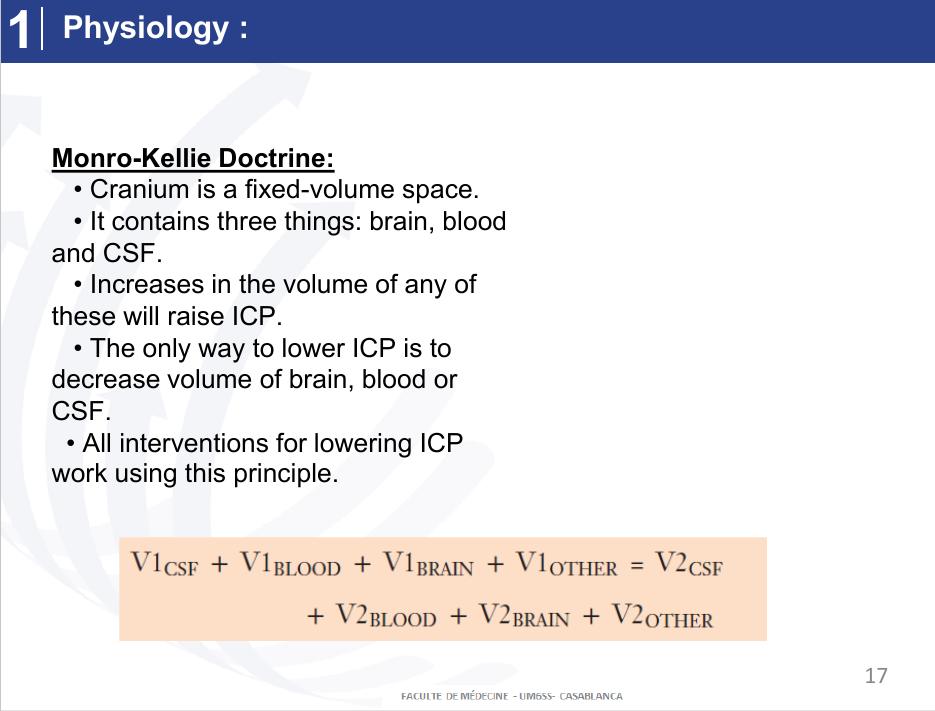 1 Physiology :
Monro-Kellie Doctrine:
• Cranium is a fixed-volume space.
• It contains three things: brain, blood
and CSF.
• Increases in the volume of any of
these will raise ICP.
• The only way to lower ICP is to
decrease volume of brain, blood or
CSF.
• All interventions for lowering ICP
work using this principle.
V1CSF + V1BLOOD + V1BRAIN + V1OTHER = V2CSF
+ V2BLOOD + V2BRAIN + V2OTHER
17
FACULTE DE MÉDECINE - UM6SS- CASABLANCA